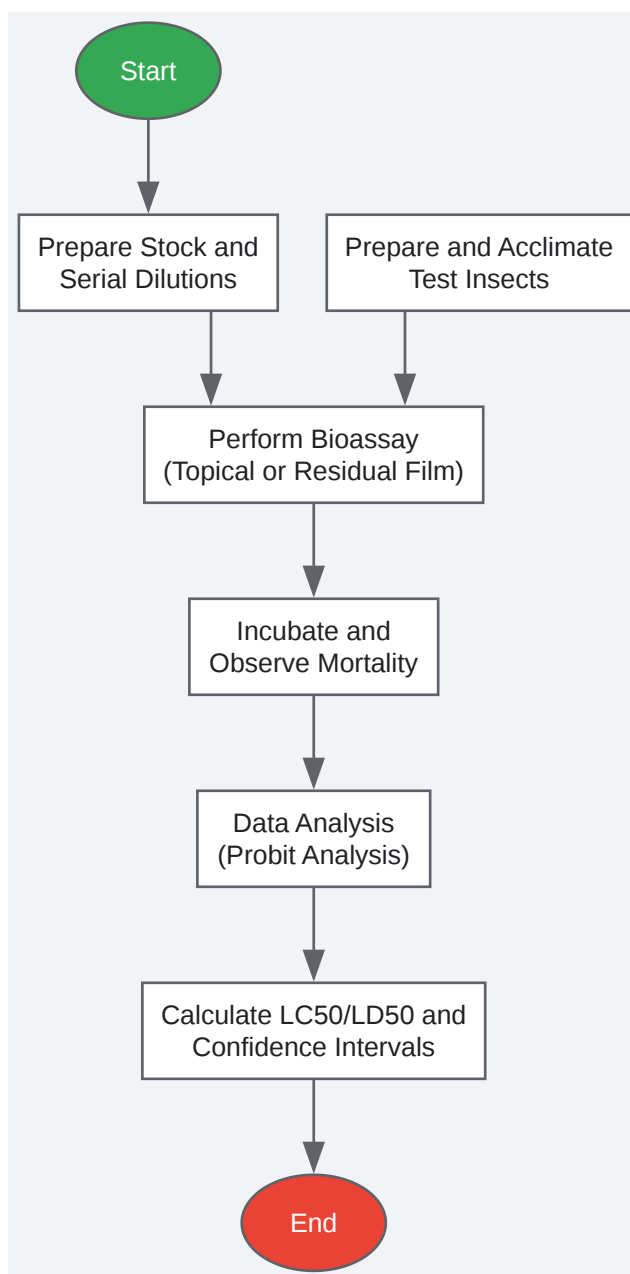 Start
Prepare Stock and
Serial Dilutions
Prepare and Acclimate
Test Insects
Perform Bioassay
(Topical or Residual Film)
Incubate and
Observe Mortality
Data Analysis
(Probit Analysis)
Calculate LC50/LD50 and
Confidence Intervals
End